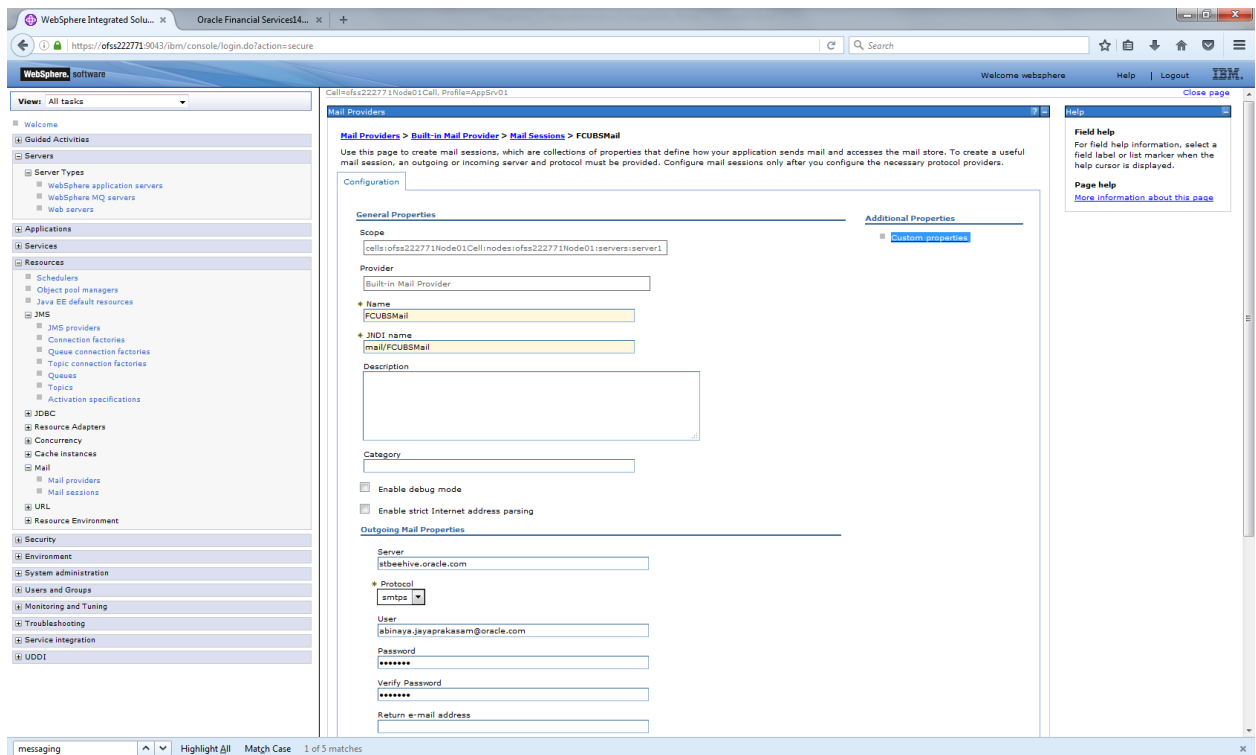 WebSphere Integrated Solu... ×
Oracle Financial Services14... × +
https://ofss222771:9043/ibm/console/login.do?action=secure
Search
WebSphere. software
Welcome websphere
Help | Logout
IBM.
View: All tasks
Welcome
Guided Activities
Servers
Server Types
WebSphere application servers
WebSphere MQ servers
Web servers
Applications
Services
Resources
Schedulers
Object pool managers
Java EE default resources
JMS
JMS providers
Connection factories
Queue connection factories
Topic connection factories
Queues
Topics
Activation specifications
JDBC
Resource Adapters
Concurrency
Cache instances
Mail
Mail providers
Mail sessions
URL
Resource Environment
Security
Environment
System administration
Users and Groups
Monitoring and Tuning
Troubleshooting
Service integration
UDDI
Cell=ofss222771Node01Cell, Profile=AppSrv01
Close page
Mail Providers
Mail Providers > Built-in Mail Provider > Mail Sessions > FCUBSMail
Use this page to create mail sessions, which are collections of properties that define how your application sends mail and accesses the mail store. To create a useful
mail session, an outgoing or incoming server and protocol must be provided. Configure mail sessions only after you configure the necessary protocol providers.
Configuration
General Properties
Scope
cells:ofss222771Node01Cell:nodes:ofss222771Node01:servers:server1
Provider
Built-in Mail Provider
* Name
FCUBSMail
* JNDI name
mail/FCUBSMail
Description
Category
Enable debug mode
Enable strict Internet address parsing
Outgoing Mail Properties
Server
stbeehive.oracle.com
* Protocol
smtps
User
abinaya.jayaprakasam@oracle.com
Password
•••••••
Verify Password
•••••••
Return e-mail address
Additional Properties
Custom properties
Help
Field help
For field help information, select a
field label or list marker when the
help cursor is displayed.
Page help
More information about this page
messaging
Highlight All Match Case 1 of 5 matches